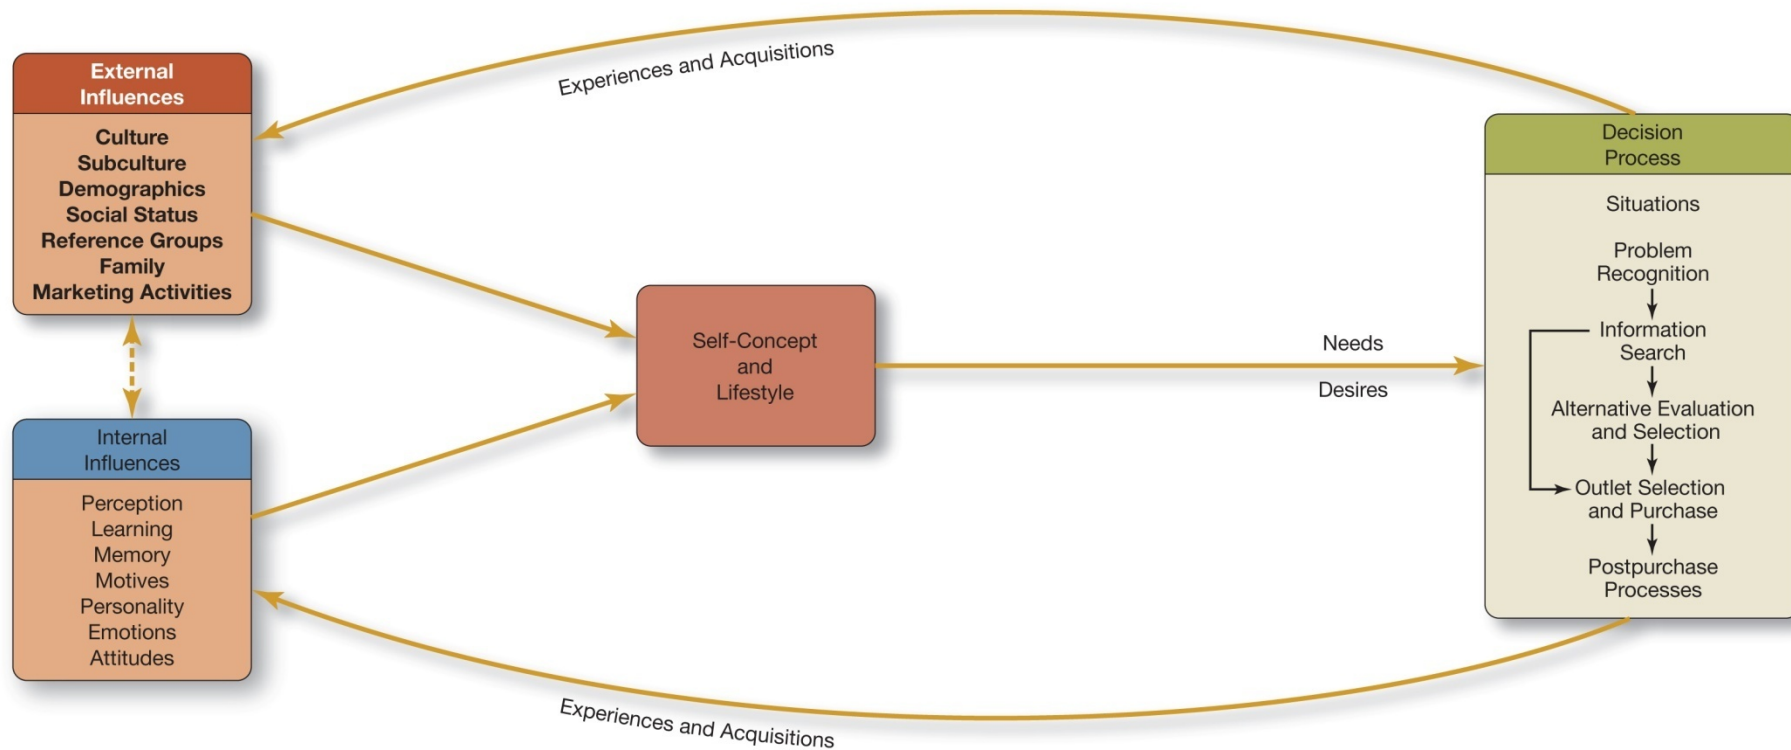 External
Influences
Culture
Subculture
Demographics
Social Status
Reference Groups
Family
Marketing Activities
Internal
Influences
Perception
Learning
Memory
Motives
Personality
Emotions
Attitudes
Experiences and Acquisitions
Self-Concept
and
Lifestyle
Needs
Desires
Experiences and Acquisitions
Decision
Process
Situations
Problem
Recognition
Information
Search
Alternative Evaluation
and Selection
Outlet Selection
and Purchase
Postpurchase
Processes